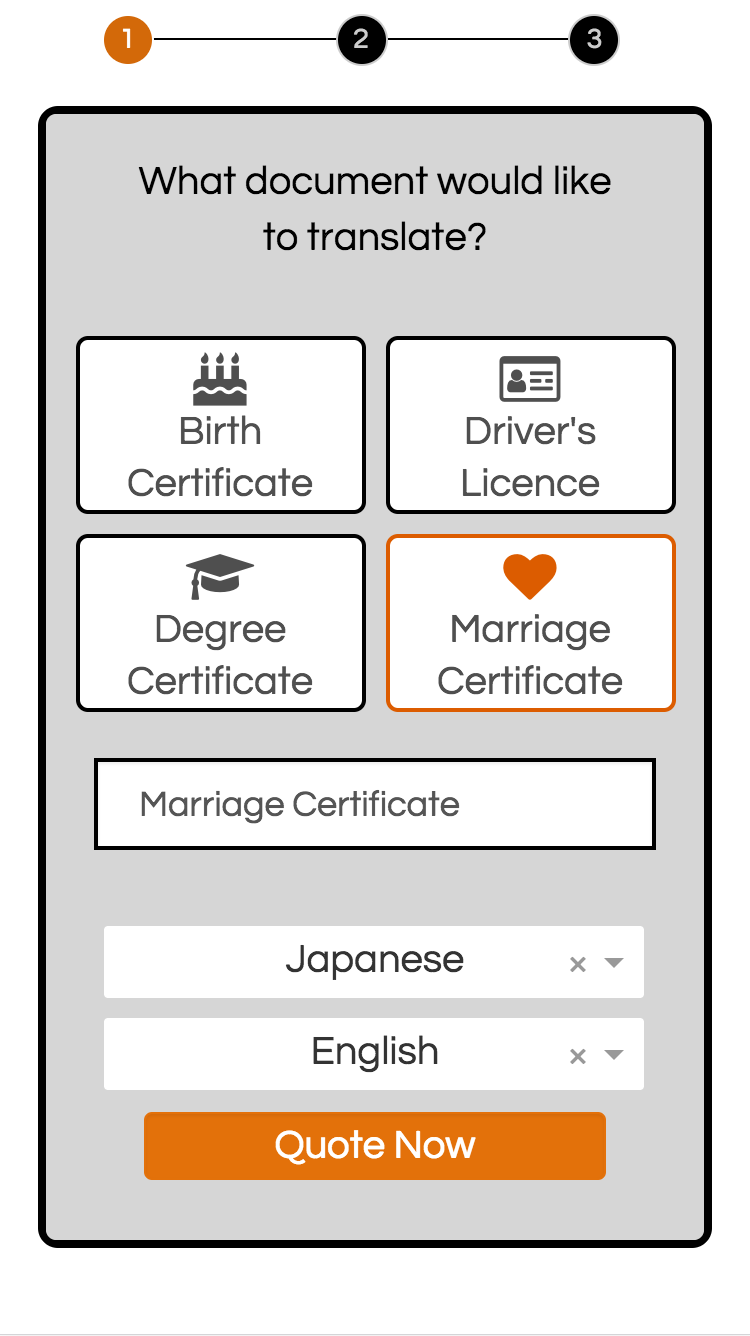 1 2 3
What document would like
to translate?
Birth
Certificate
Driver's
Licence
Degree
Certificate
Marriage
Certificate
Marriage Certificate
Japanese ×
English ×
Quote Now